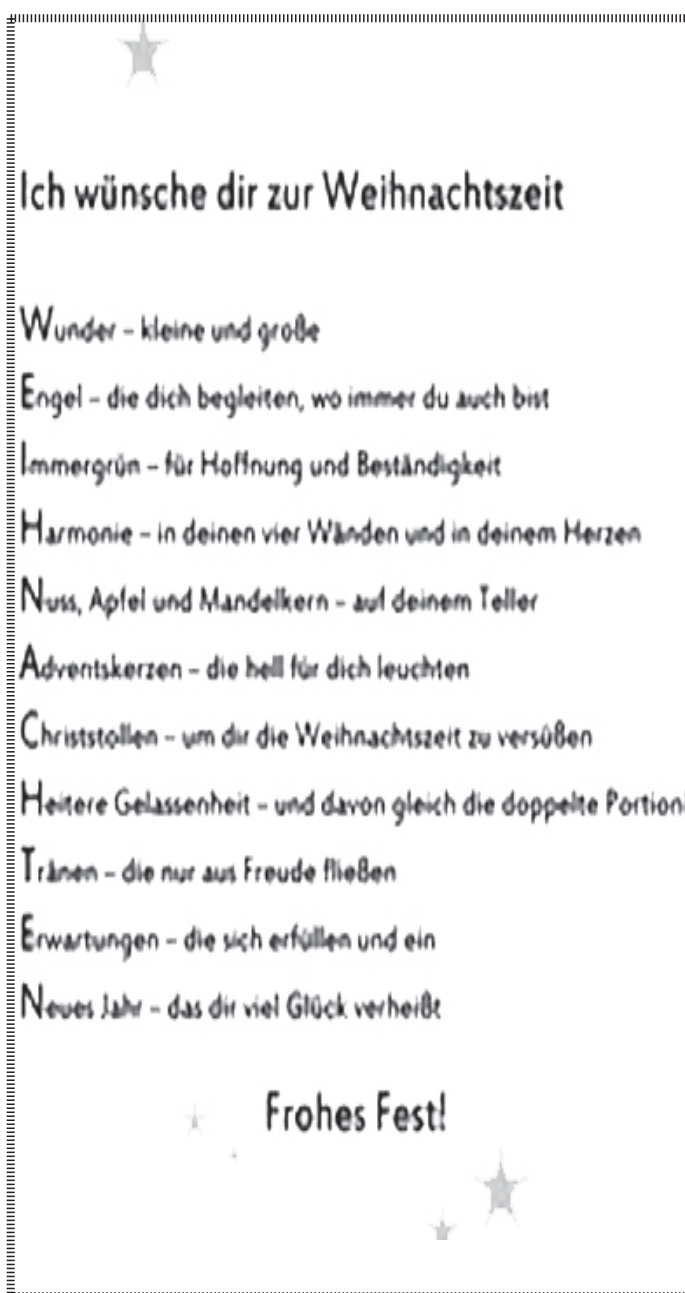 Ich wünsche dir zur Weihnachtszeit
Wunder – kleine und große
Engel – die dich begleiten, wo immer du auch bist
Immergrün – für Hoffnung und Beständigkeit
Harmonie – in deinen vier Wänden und in deinem Herzen
Nuss, Apfel und Mandelkern – auf deinem Teller
Adventskerzen – die hell für dich leuchten
Christstollen – um dir die Weihnachtszeit zu versüßen
Heitere Gelassenheit – und davon gleich die doppelte Portion!
Tränen – die nur aus Freude fließen
Erwartungen – die sich erfüllen und ein
Neues Jahr – das dir viel Glück verheißt
Frohes Fest!